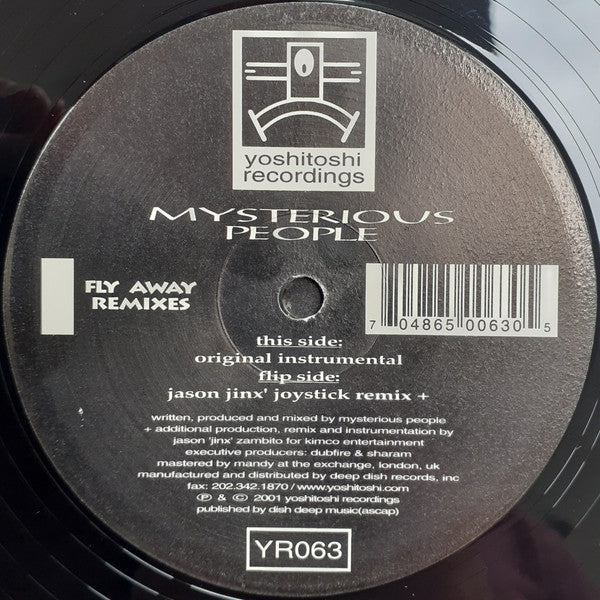 yoshitoshi
recordings
MYSTERIOUS
PEOPLE
FLY AWAY
REMIXES
7 04865 00630 5
this side:
original instrumental
flip side:
jason jinx' joystick remix +
written, produced and mixed by mysterious people
+ additional production, remix and instrumentation by
jason 'jinx' zambito for kimco entertainment
executive producers: dubfire & sharam
mastered by mandy at the exchange, london, uk
manufactured and distributed by deep dish records, inc
fax: 202.342.1870 / www.yoshitoshi.com
℗ & © 2001 yoshitoshi recordings
published by dish deep music(ascap)
YR063